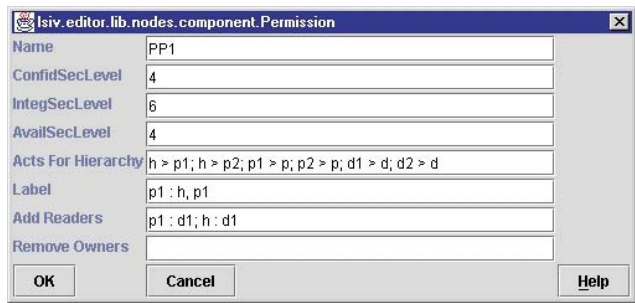 lsiv.editor.lib.nodes.component.Permission
Name PP1
ConfidSecLevel 4
IntegSecLevel 6
AvailSecLevel 4
Acts For Hierarchy h > p1; h > p2; p1 > p; p2 > p; d1 > d; d2 > d
Label p1 : h, p1
Add Readers p1 : d1; h : d1
Remove Owners
OK Cancel Help